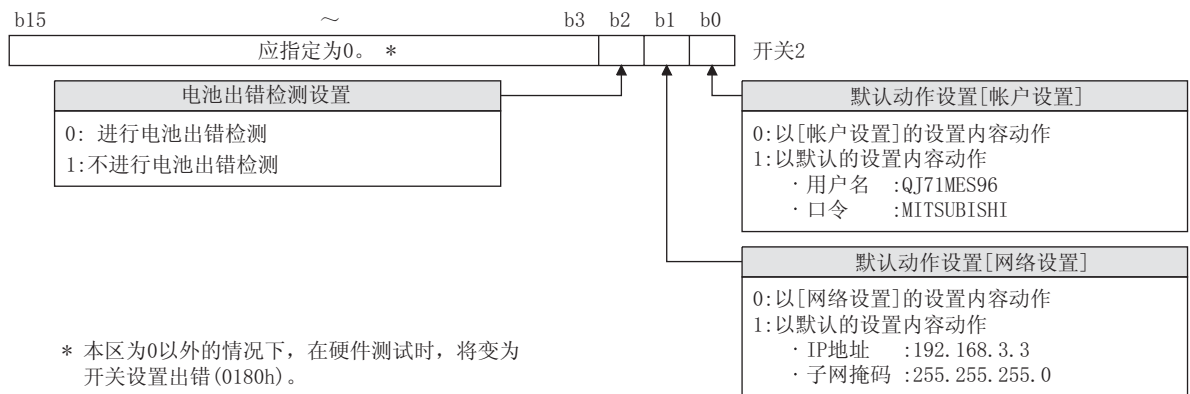 b15 ～ b3 b2 b1 b0
应指定为0。 * 开关2
电池出错检测设置
0: 进行电池出错检测
1:不进行电池出错检测
默认动作设置[帐户设置]
0:以[帐户设置]的设置内容动作
1:以默认的设置内容动作
·用户名 :QJ71MES96
·口令 :MITSUBISHI
默认动作设置[网络设置]
0:以[网络设置]的设置内容动作
1:以默认的设置内容动作
·IP地址 :192.168.3.3
·子网掩码 :255.255.255.0
* 本区为0以外的情况下，在硬件测试时，将变为
开关设置出错(0180h)。